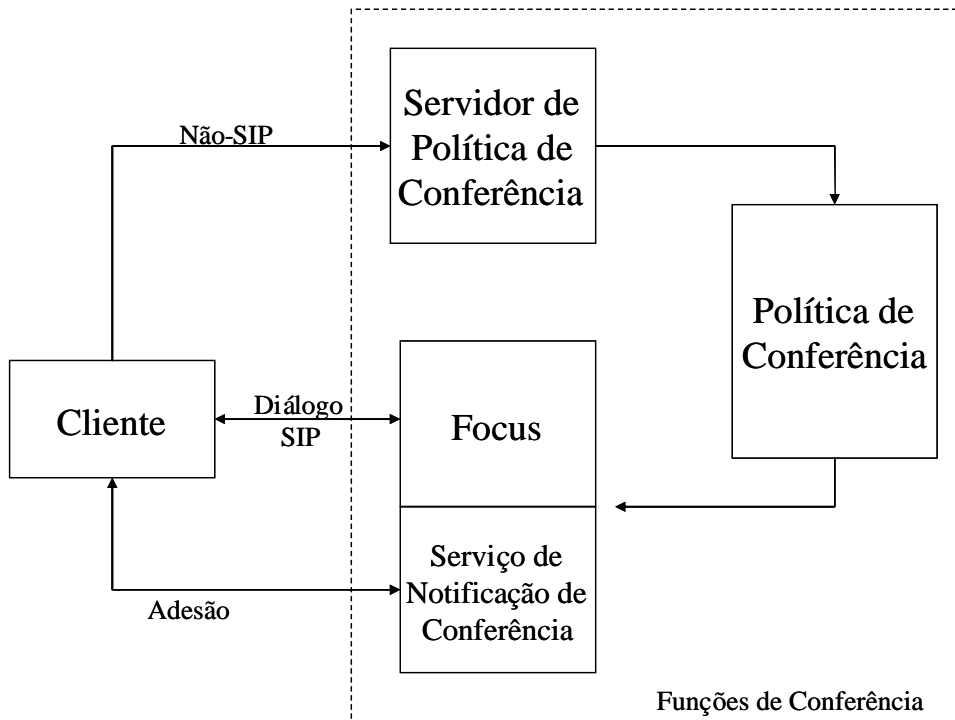 Servidor de
Política de
Conferência
Não-SIP
Política de
Conferência
Cliente
Diálogo
SIP
Focus
Serviço de
Notificação de
Conferência
Adesão
Funções de Conferência